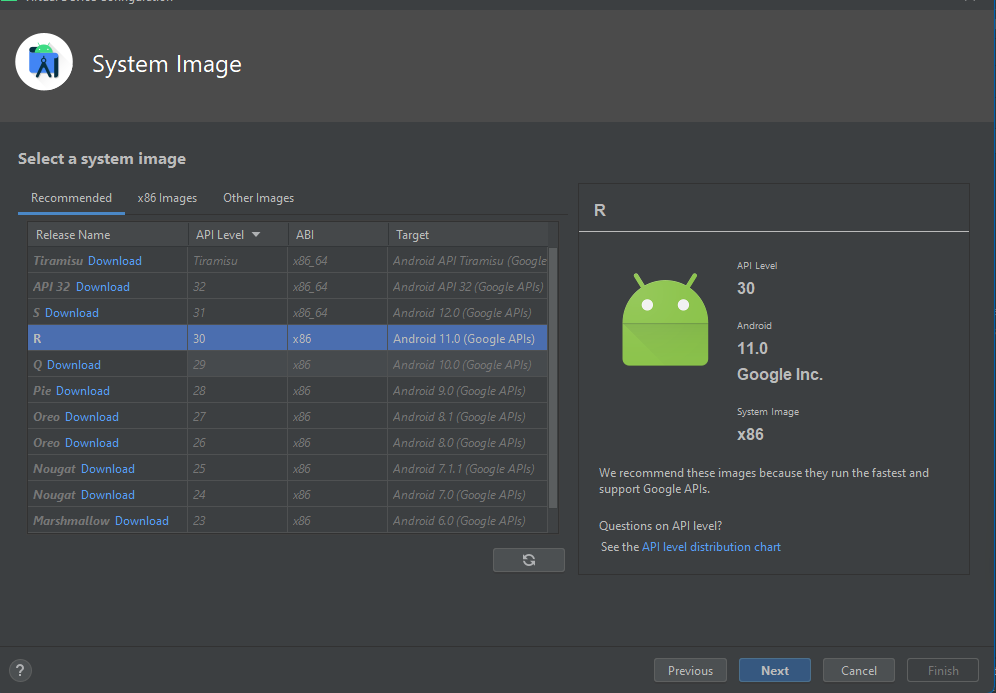 System Image
Select a system image
Recommended x86 Images Other Images
Release Name API Level ABI Target
Tiramisu Download Tiramisu x86_64 Android API Tiramisu (Google
API 32 Download 32 x86_64 Android API 32 (Google APIs)
S Download 31 x86_64 Android 12.0 (Google APIs)
R 30 x86 Android 11.0 (Google APIs)
Q Download 29 x86 Android 10.0 (Google APIs)
Pie Download 28 x86 Android 9.0 (Google APIs)
Oreo Download 27 x86 Android 8.1 (Google APIs)
Oreo Download 26 x86 Android 8.0 (Google APIs)
Nougat Download 25 x86 Android 7.1.1 (Google APIs)
Nougat Download 24 x86 Android 7.0 (Google APIs)
Marshmallow Download 23 x86 Android 6.0 (Google APIs)
R
API Level
30
Android
11.0
Google Inc.
System Image
x86
We recommend these images because they run the fastest and
support Google APIs.
Questions on API level?
See the API level distribution chart
? Previous Next Cancel Finish